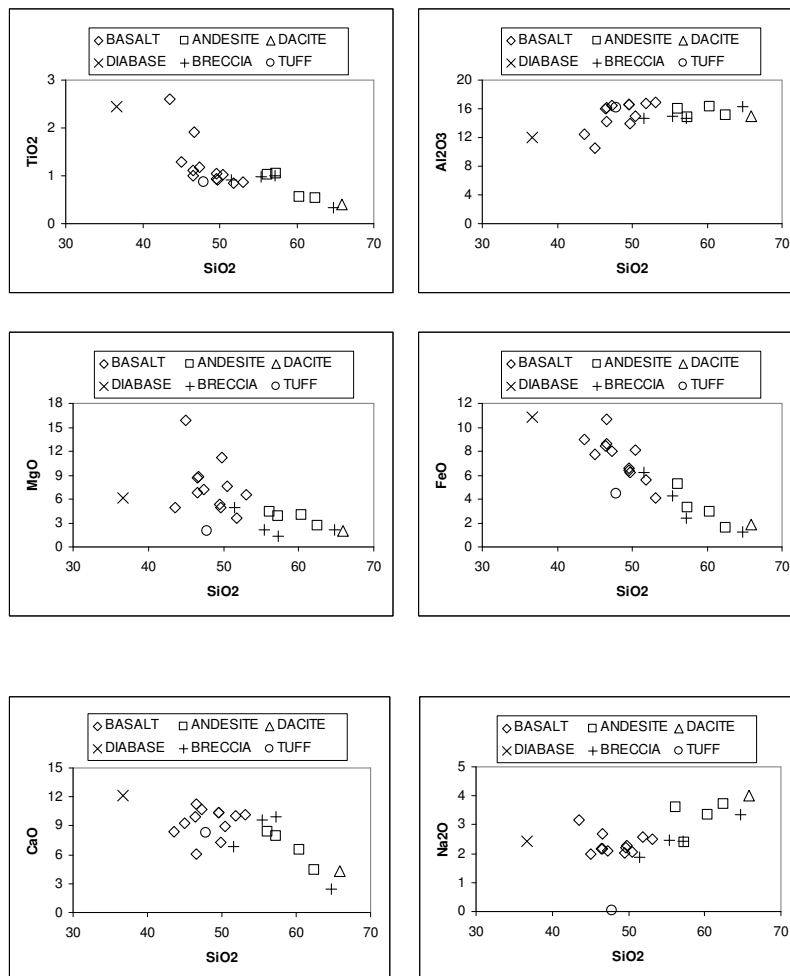 BASALT ANDESITE DACITE
DIABASE BRECCIA TUFF
3
2
1
0
TiO2
30 40 50 60 70
SiO2
BASALT ANDESITE DACITE
DIABASE BRECCIA TUFF
20
16
12
8
4
0
Al2O3
30 40 50 60 70
SiO2
BASALT ANDESITE DACITE
DIABASE BRECCIA TUFF
18
15
12
9
6
3
0
MgO
30 40 50 60 70
SiO2
BASALT ANDESITE DACITE
DIABASE BRECCIA TUFF
12
10
8
6
4
2
0
FeO
30 40 50 60 70
SiO2
BASALT ANDESITE DACITE
DIABASE BRECCIA TUFF
15
12
9
6
3
0
CaO
30 40 50 60 70
SiO2
BASALT ANDESITE DACITE
DIABASE BRECCIA TUFF
5
4
3
2
1
0
Na2O
30 40 50 60 70
SiO2